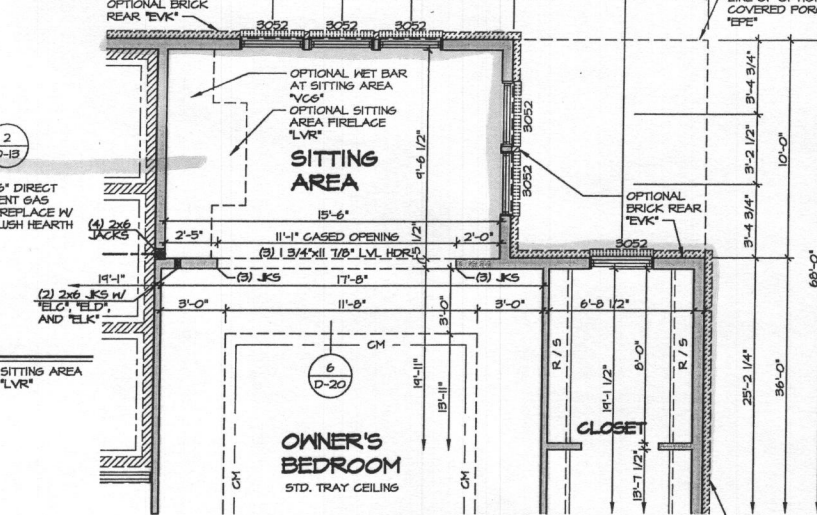 OPTIONAL BRICK
REAR "EVK"
3052
3052
3052
COVERED POR
"EPE"
OPTIONAL WET BAR
AT SITTING AREA
"VCG"
OPTIONAL SITTING
AREA FIRELACE
"LVR"
SITTING
AREA
9'-6 1/2"
3052
3052
3'-4 3/4"
3'-2 1/2"
3'-4 3/4"
10'-0"
2
D-13
6" DIRECT
ENT GAS
REPLACE W/
LUSH HEARTH
(4) 2x6
JACKS
OPTIONAL
BRICK REAR
"EVK"
15'-6"
2'-5"
11'-1" CASED OPENING
2'-0"
(3) 1 3/4"x11 7/8" LVL HDR
5 1/2"
3052
19'-1"
(3) JKS
17'-8"
(3) JKS
(2) 2x6 JKS W/
"ELC", "ELD",
AND "ELK"
3'-0"
11'-8"
3'-0"
3'-0"
6'-8 1/2"
68'-0"
CM
6
D-20
19'-11"
13'-11"
R / S
19'-1 1/2"
8'-0"
R / S
25'-2 1/4"
36'-0"
SITTING AREA
"LVR"
OWNER'S
BEDROOM
STD. TRAY CEILING
CM
CM
CLOSET
13'-7 1/2"